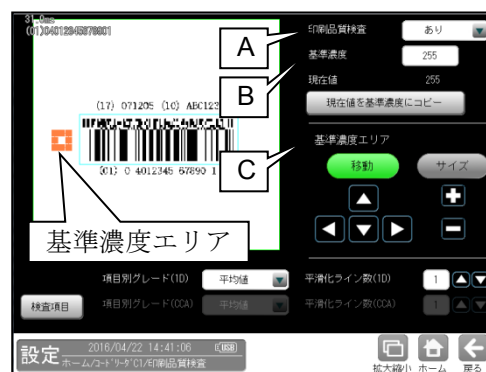 31.0ms
(01)04012345678901
(17) 071205 (10) ABC123
(01) 0 4012345 67890 1
基準濃度エリア
A
B
C
印刷品質検査 あり
基準濃度 255
現在値 255
現在値を基準濃度にコピー
基準濃度エリア
移動 サイズ
項目別グレード(1D) 平均値 平滑化ライン数(1D) 1
検査項目 項目別グレード(CCA) 平均値 平滑化ライン数(CCA) 1
設定 2016/04/22 14:41:06 USB
ホーム/コードリーダC1/印刷品質検査
拡大縮小 ホーム 戻る